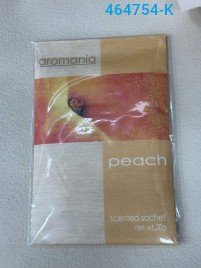 464754-K
aromania
peach
scented sachet
net wt.20g